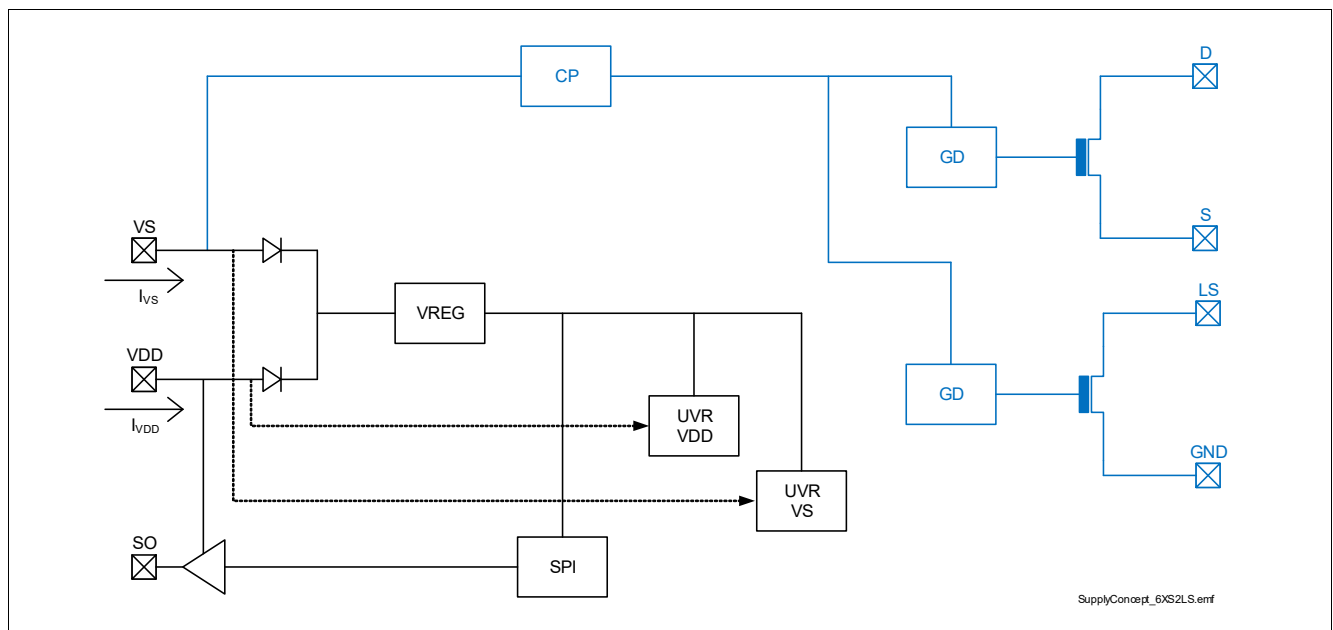 D
CP
GD
S
VS
I_VS
LS
VREG
VDD
I_VDD
GD
UVR
VDD
GND
UVR
VS
SO
SPI
SupplyConcept_6XS2LS.emf